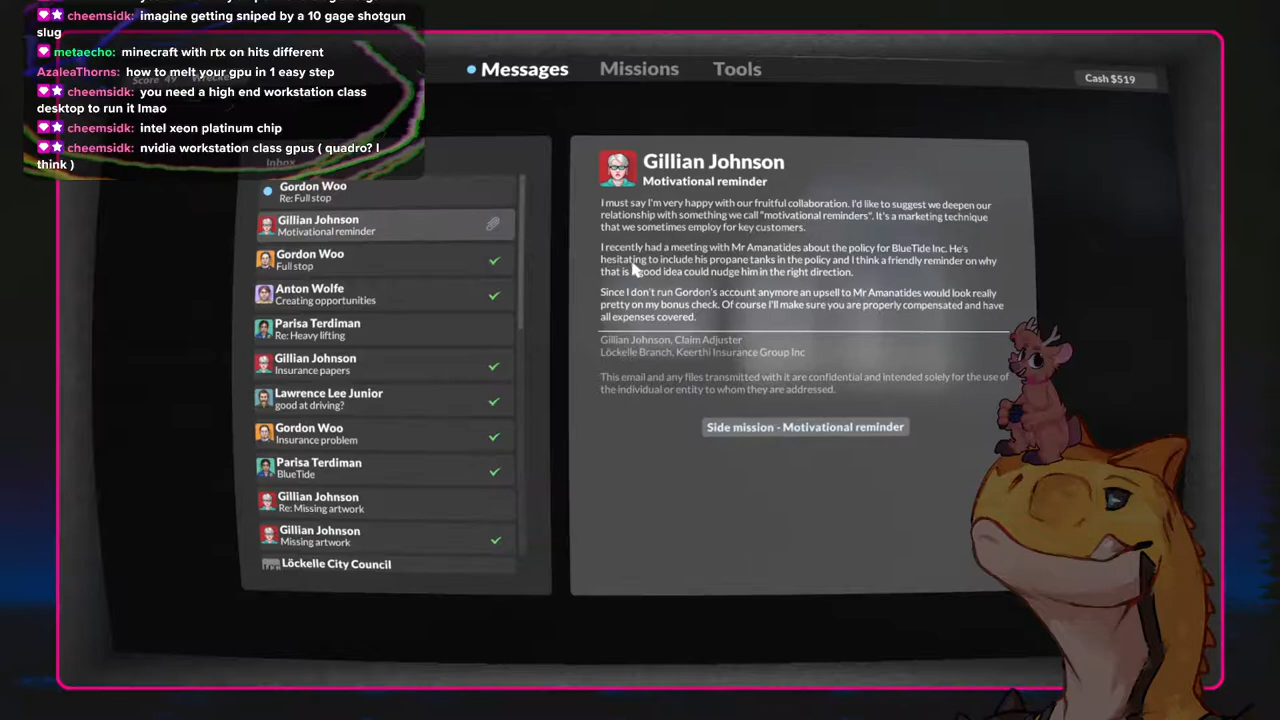 cheemsidk: imagine getting sniped by a 10 gage shotgun
slug
metaecho: minecraft with rtx on hits different
AzaleaThorns: how to melt your gpu in 1 easy step
cheemsidk: you need a high end workstation class
desktop to run it lmao
cheemsidk: intel xeon platinum chip
cheemsidk: nvidia workstation class gpus ( quadro? I
think )
Score 49
Messages
Missions
Tools
Cash $519
Inbox
Gordon Woo
Re: Full stop
Gillian Johnson
Motivational reminder
Gordon Woo
Full stop
Anton Wolfe
Creating opportunities
Parisa Terdiman
Re: Heavy lifting
Gillian Johnson
Insurance papers
Lawrence Lee Junior
good at driving?
Gordon Woo
Insurance problem
Parisa Terdiman
BlueTide
Gillian Johnson
Re: Missing artwork
Gillian Johnson
Missing artwork
Löckelle City Council
Gillian Johnson
Motivational reminder
I must say I'm very happy with our fruitful collaboration. I'd like to suggest we deepen our
relationship with something we call "motivational reminders". It's a marketing technique
that we sometimes employ for key customers.
I recently had a meeting with Mr Amanatides about the policy for BlueTide Inc. He's
hesitating to include his propane tanks in the policy and I think a friendly reminder on why
that is good idea could nudge him in the right direction.
Since I don't run Gordon's account anymore an upsell to Mr Amanatides would look really
pretty on my bonus check. Of course I'll make sure you are properly compensated and have
all expenses covered.
Gillian Johnson, Claim Adjuster
Löckelle Branch, Keerthi Insurance Group Inc
This email and any files transmitted with it are confidential and intended solely for the use of
the individual or entity to whom they are addressed.
Side mission - Motivational reminder